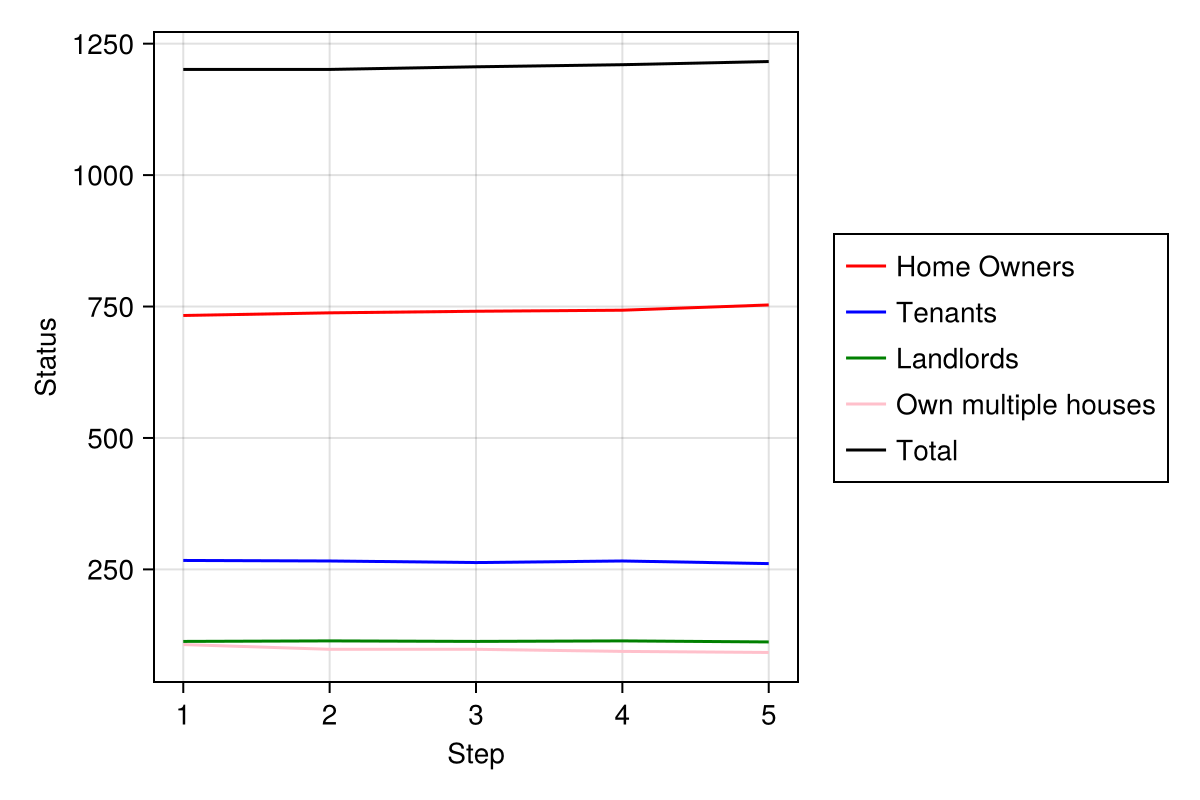 1250
1000
750
500
250
Status
1 2 3 4 5
Step
Home Owners
Tenants
Landlords
Own multiple houses
Total